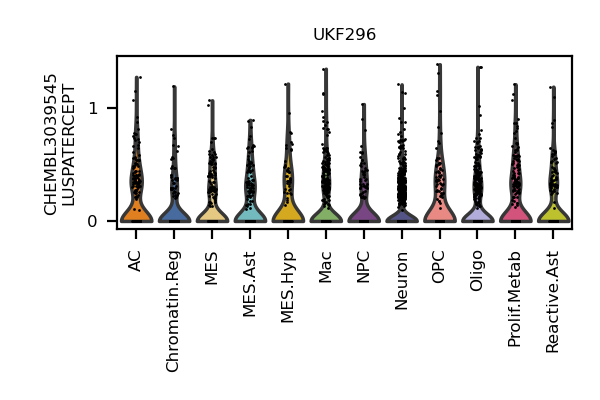 UKF296
CHEMBL3039545
LUSPATERCEPT
1
0
AC
Chromatin.Reg
MES
MES.Ast
MES.Hyp
Mac
NPC
Neuron
OPC
Oligo
Prolif.Metab
Reactive.Ast